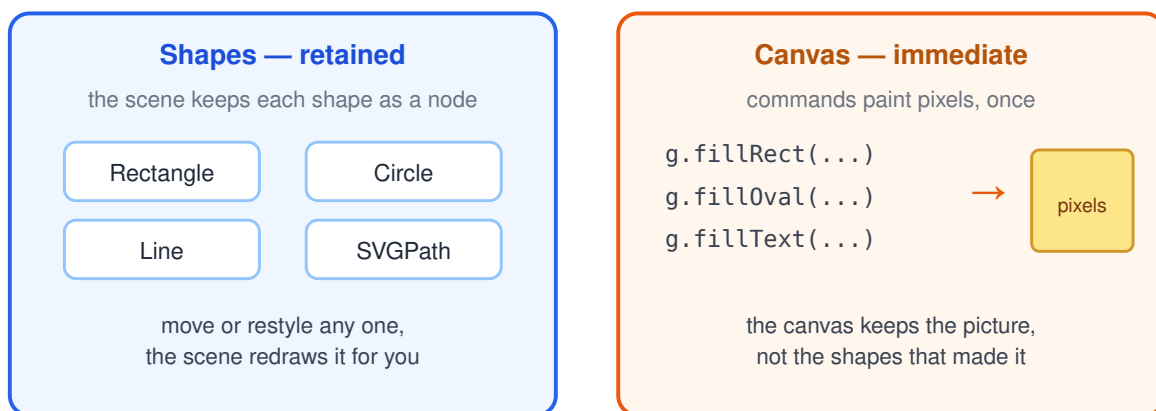 Shapes — retained
the scene keeps each shape as a node
Rectangle
Circle
Line
SVGPath
move or restyle any one,
the scene redraws it for you
Canvas — immediate
commands paint pixels, once
g.fillRect(...)
g.fillOval(...)
g.fillText(...)
→
pixels
the canvas keeps the picture,
not the shapes that made it